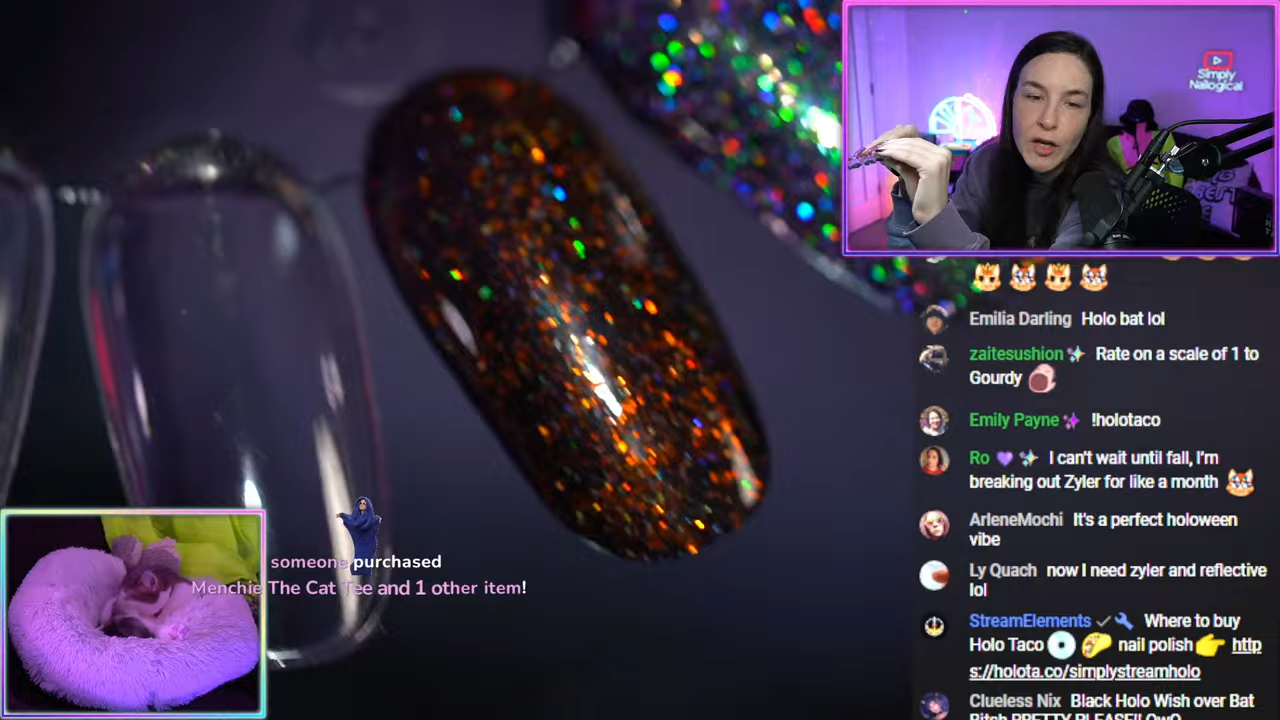 Simply
Nailogical
Emilia Darling Holo bat lol
zaitesushion Rate on a scale of 1 to
Gourdy
Emily Payne !holotaco
Ro I can't wait until fall, I'm
breaking out Zyler for like a month
ArleneMochi It's a perfect holoween
vibe
Ly Quach now I need zyler and reflective
lol
StreamElements Where to buy
Holo Taco nail polish http
s://holota.co/simplystreamholo
Clueless Nix Black Holo Wish over Bat
PRETTY PLEASE!! OwO
someone purchased
Menchie The Cat Tee and 1 other item!